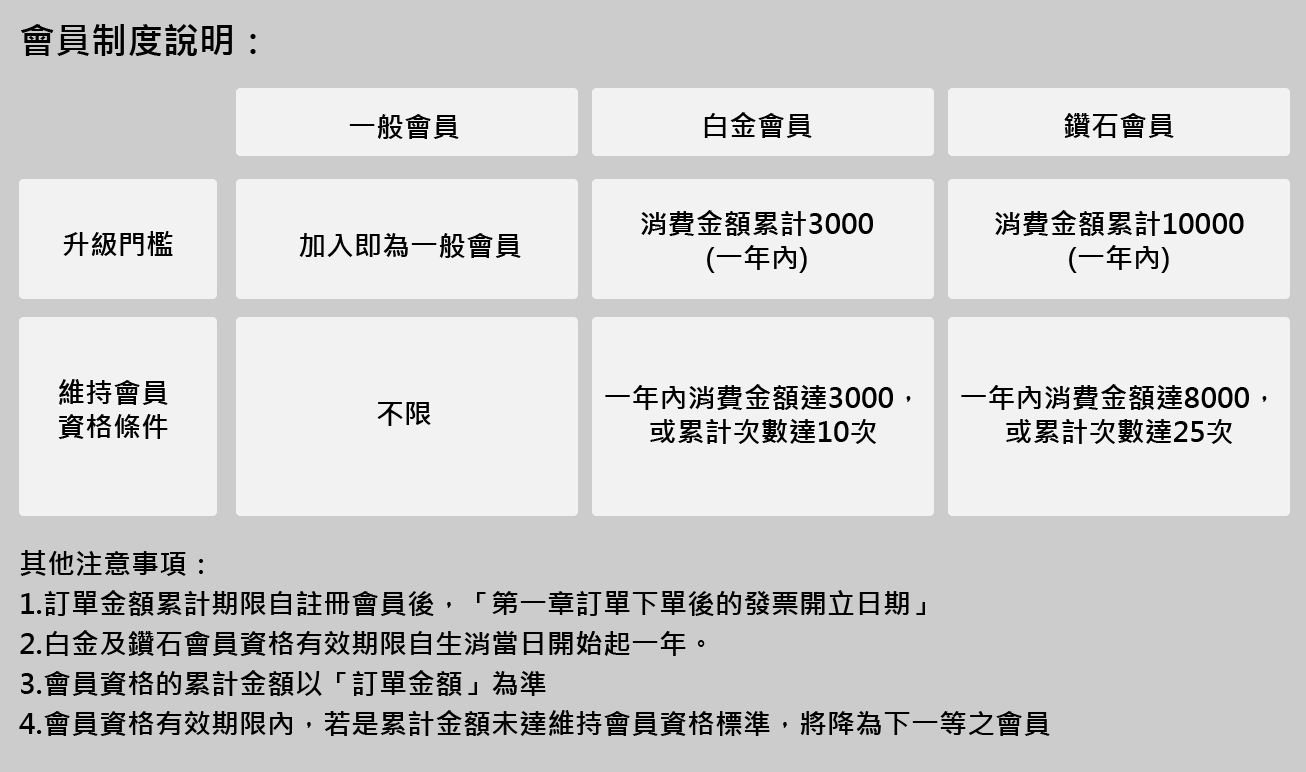 會員制度說明：
一般會員
白金會員
鑽石會員
升級門檻
加入即為一般會員
消費金額累計3000
(一年內)
消費金額累計10000
(一年內)
維持會員
資格條件
不限
一年內消費金額達3000，
或累計次數達10次
一年內消費金額達8000，
或累計次數達25次
其他注意事項：
1.訂單金額累計期限自註冊會員後，「第一章訂單下單後的發票開立日期」
2.白金及鑽石會員資格有效期限自生消當日開始起一年。
3.會員資格的累計金額以「訂單金額」為準
4.會員資格有效期限內，若是累計金額未達維持會員資格標準，將降為下一等之會員